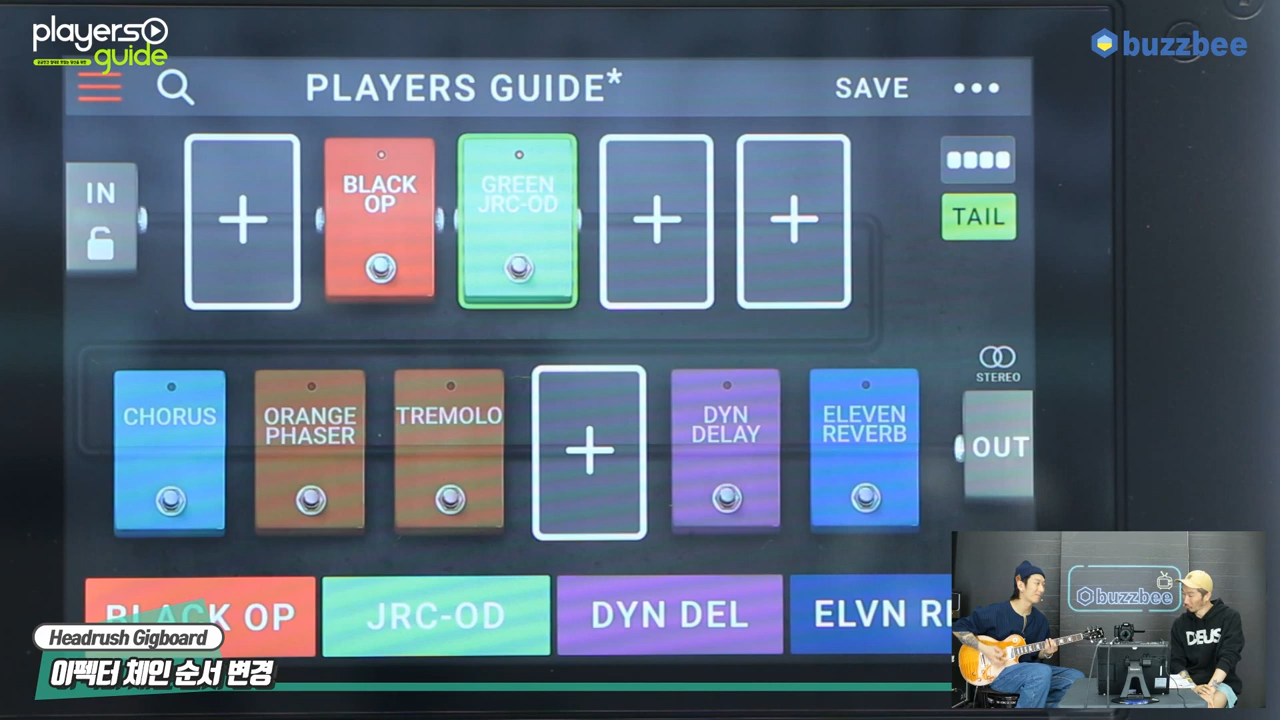 players
guide
buzzbee
PLAYERS GUIDE*
SAVE
IN
BLACK
OP
GREEN
JRC-OD
TAIL
STEREO
CHORUS
ORANGE
PHASER
TREMOLO
DYN
DELAY
ELEVEN
REVERB
OUT
BLACK OP
JRC-OD
DYN DEL
ELVN RE
Headrush Gigboard
이펙터 체인 순서 변경
buzzbee
DEUS